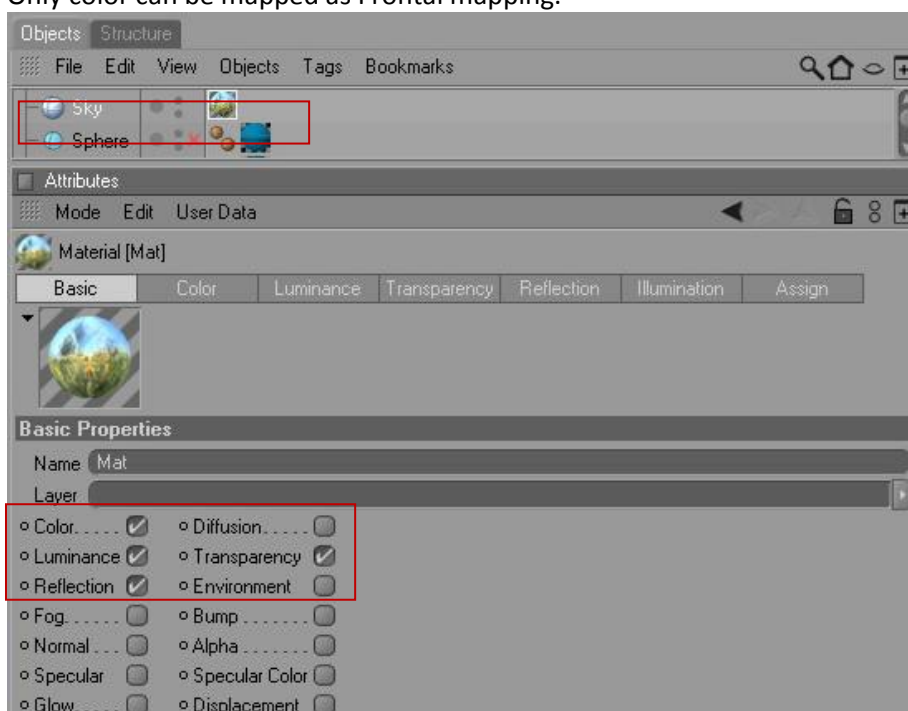 Only color can be mapped as Frontal mapping.
Objects Structure
File Edit View Objects Tags Bookmarks
Sky
Sphere
Attributes
Mode Edit User Data
Material [Mat]
Basic Color Luminance Transparency Reflection Illumination Assign
Basic Properties
Name Mat
Layer
Color. . . . . Diffusion. . . . .
Luminance Transparency
Reflection Environment
Fog. . . . . . Bump . . . . . . .
Normal . . . Alpha . . . . . . .
Specular Specular Color
Glow. . . . . Displacement